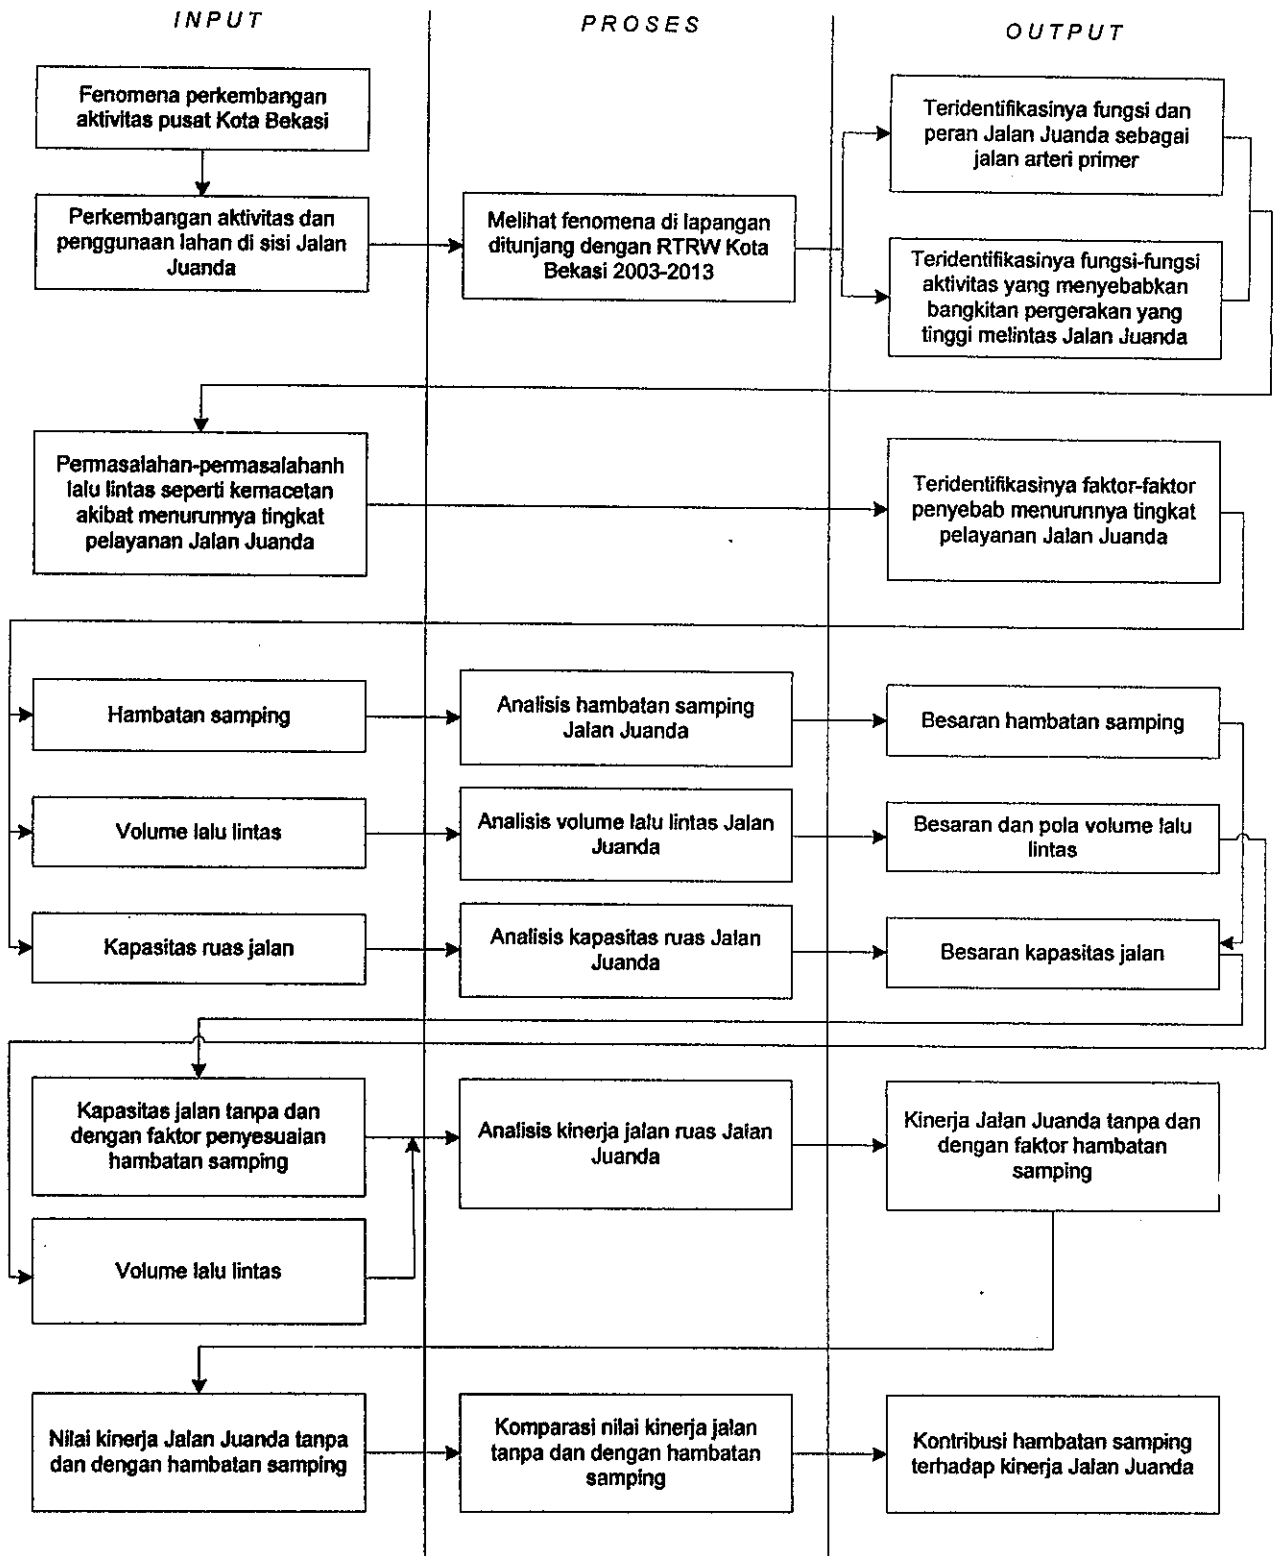 INPUT
PROSES
OUTPUT
Fenomena perkembangan
aktivitas pusat Kota Bekasi
Perkembangan aktivitas dan
penggunaan lahan di sisi Jalan
Juanda
Melihat fenomena di lapangan
ditunjang dengan RTRW Kota
Bekasi 2003-2013
Teridentifikasinya fungsi dan
peran Jalan Juanda sebagai
jalan arteri primer
Teridentifikasinya fungsi-fungsi
aktivitas yang menyebabkan
bangkitan pergerakan yang
tinggi melintas Jalan Juanda
Permasalahan-permasalahanh
lalu lintas seperti kemacetan
akibat menurunnya tingkat
pelayanan Jalan Juanda
Teridentifikasinya faktor-faktor
penyebab menurunnya tingkat
pelayanan Jalan Juanda
Hambatan samping
Analisis hambatan samping
Jalan Juanda
Besaran hambatan samping
Volume lalu lintas
Analisis volume lalu lintas Jalan
Juanda
Besaran dan pola volume lalu
lintas
Kapasitas ruas jalan
Analisis kapasitas ruas Jalan
Juanda
Besaran kapasitas jalan
Kapasitas jalan tanpa dan
dengan faktor penyesuaian
hambatan samping
Analisis kinerja jalan ruas Jalan
Juanda
Kinerja Jalan Juanda tanpa dan
dengan faktor hambatan
samping
Volume lalu lintas
Nilai kinerja Jalan Juanda tanpa
dan dengan hambatan samping
Komparasi nilai kinerja jalan
tanpa dan dengan hambatan
samping
Kontribusi hambatan samping
terhadap kinerja Jalan Juanda